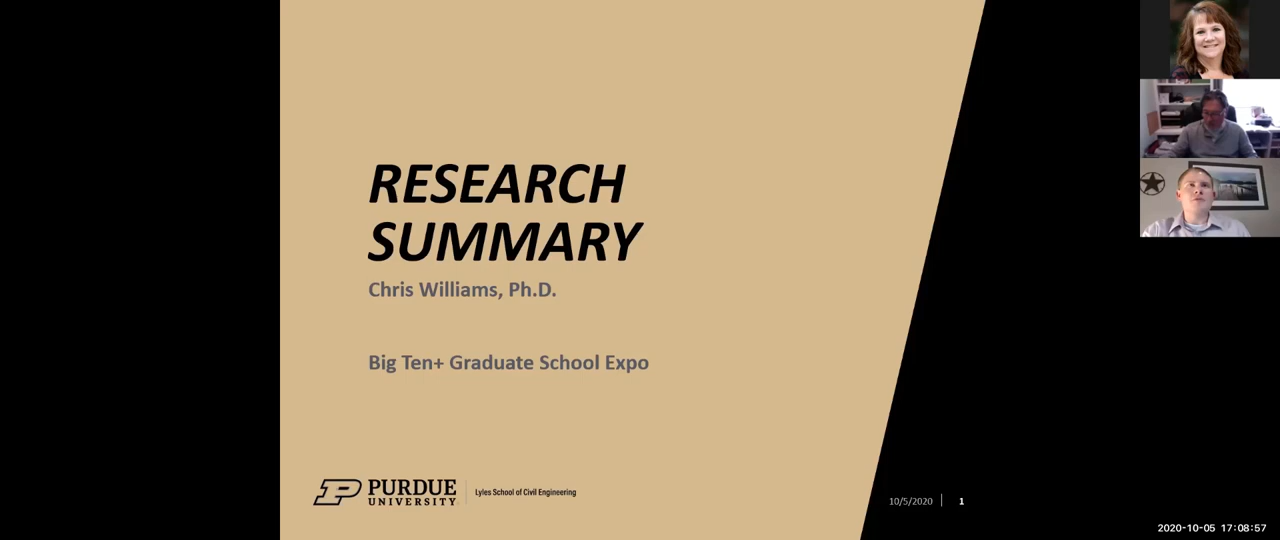 RESEARCH
SUMMARY
Chris Williams, Ph.D.
Big Ten+ Graduate School Expo
PURDUE
UNIVERSITY
Lyles School of Civil Engineering
10/5/2020
1
2020-10-05 17:08:57